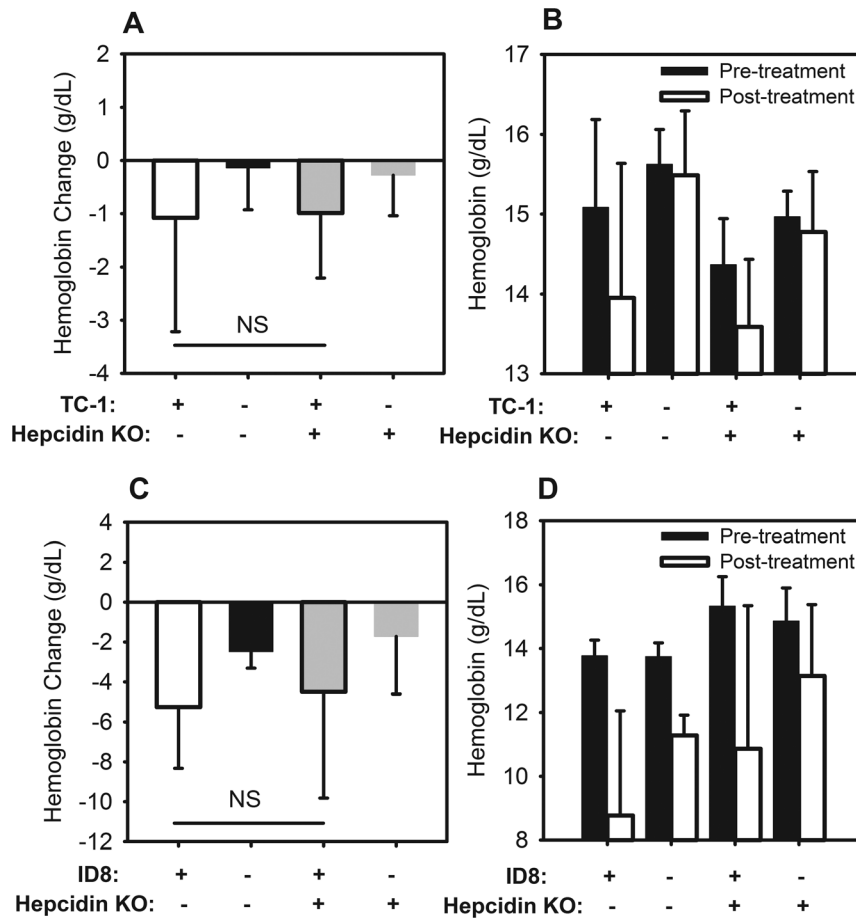 A
Hemoglobin Change (g/dL)
2
1
0
-1
-2
-3
-4
NS
TC-1: + - + -
Hepcidin KO: - - + +
B
Hemoglobin (g/dL)
17
16
15
14
13
Pre-treatment
Post-treatment
TC-1: + - + -
Hepcidin KO: - - + +
C
Hemoglobin Change (g/dL)
4
2
0
-2
-4
-6
-8
-10
-12
NS
ID8: + - + -
Hepcidin KO: - - + +
D
Hemoglobin (g/dL)
18
16
14
12
10
8
Pre-treatment
Post-treatment
ID8: + - + -
Hepcidin KO: - - + +